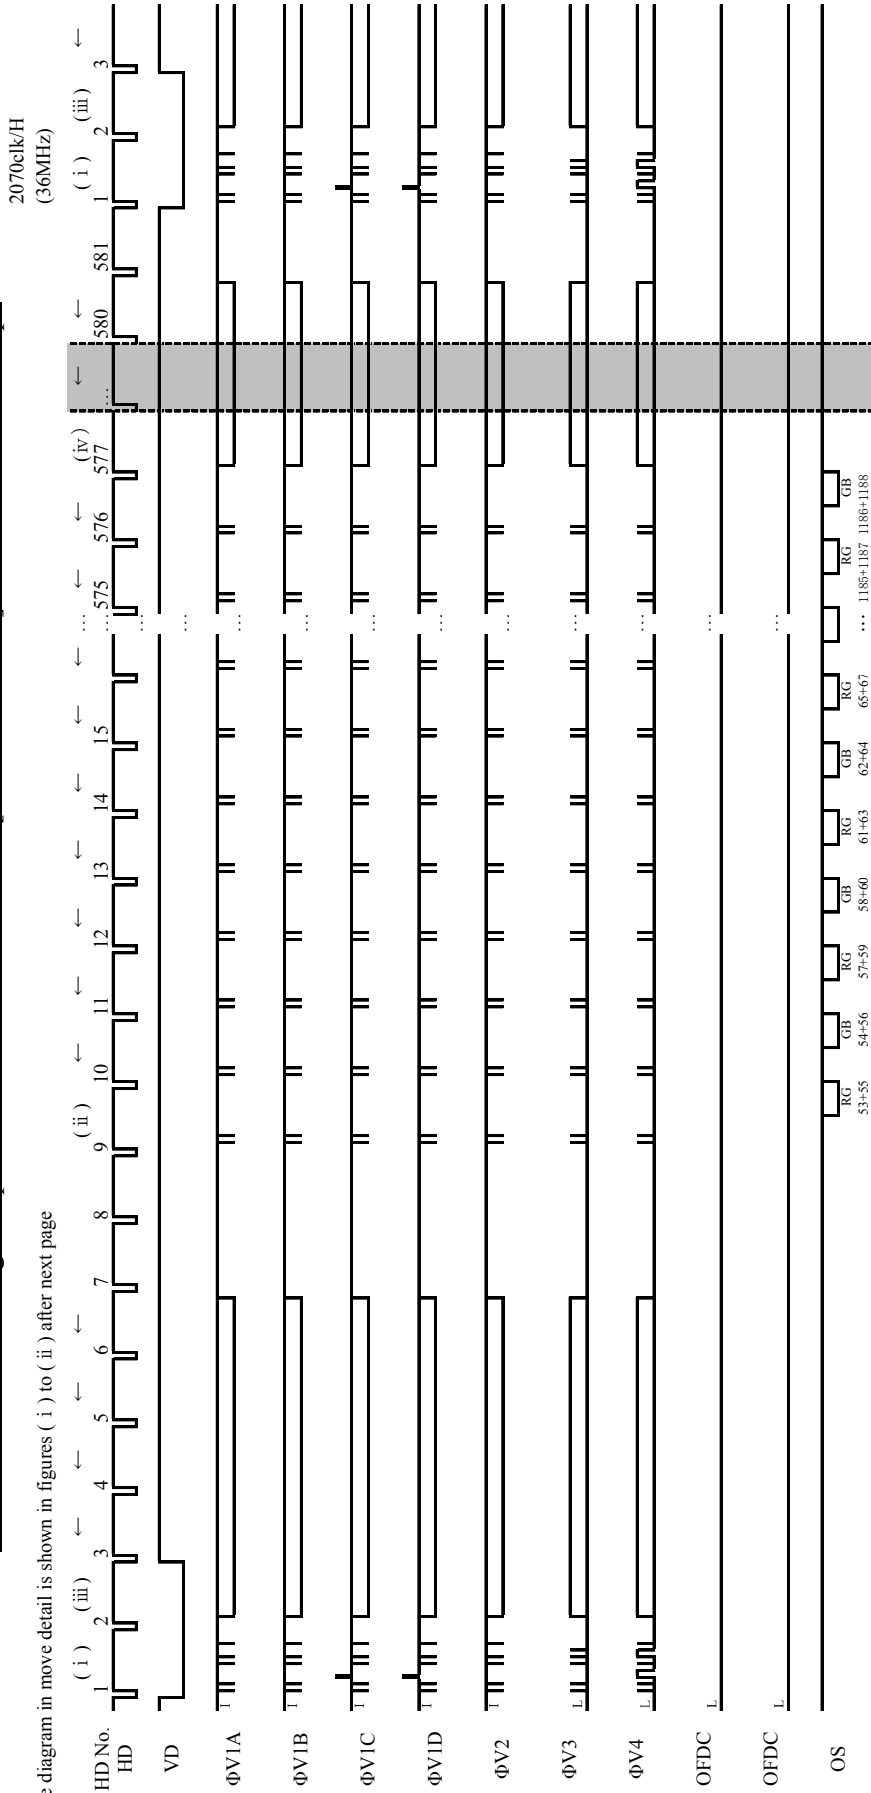 2070clk/H
(36MHz)
e diagram in move detail is shown in figures ( i ) to ( ii ) after next page
( i ) (iii) ← ← ← ← ( ii ) ← ← ← ← ← ← ← … ← ← (iv) ← ← ( i ) (iii) ←
HD No. 1 2 3 4 5 6 7 8 9 10 11 12 13 14 15 … 575 576 577 … 580 581 1 2 3
HD …
VD …
ΦV1A I …
ΦV1B I …
ΦV1C I …
ΦV1D I …
ΦV2 I …
ΦV3 L …
ΦV4 L …
OFDC L …
OFDC L …
OS
RG GB RG GB RG GB RG RG GB
53+55 54+56 57+59 58+60 61+63 62+64 65+67 … 1185+1187 1186+1188